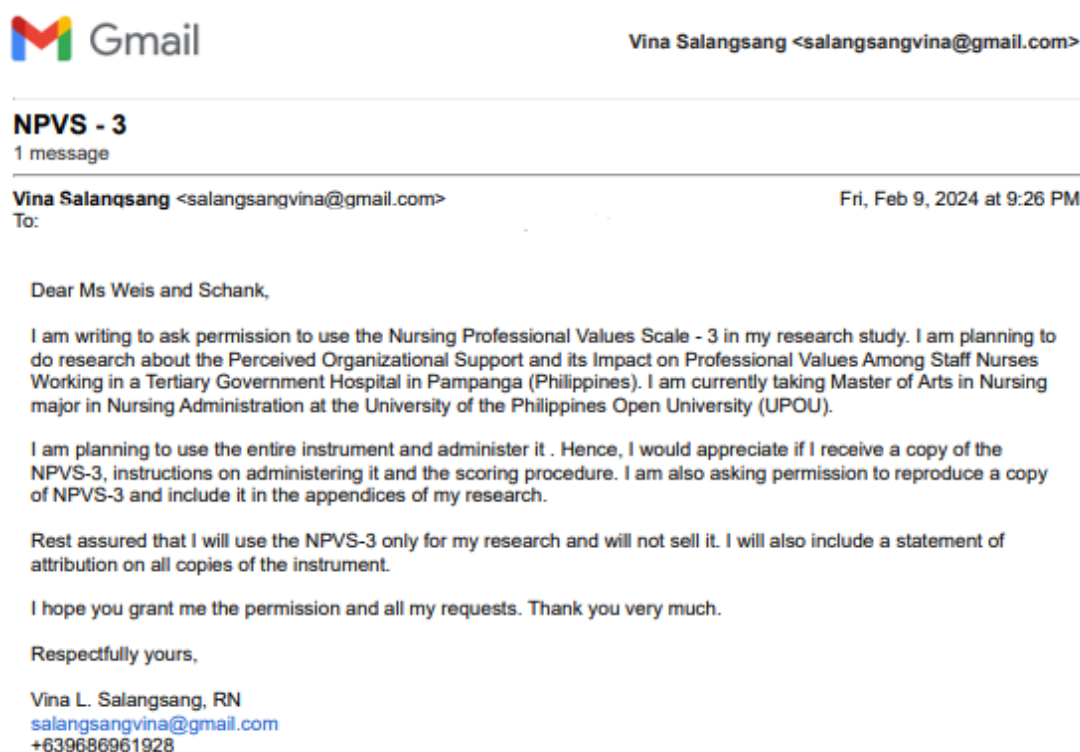 Gmail
Vina Salangsang <salangsangvina@gmail.com>
NPVS - 3
1 message
Vina Salangsang <salangsangvina@gmail.com>
Fri, Feb 9, 2024 at 9:26 PM
To:
Dear Ms Weis and Schank,
I am writing to ask permission to use the Nursing Professional Values Scale - 3 in my research study. I am planning to
do research about the Perceived Organizational Support and its Impact on Professional Values Among Staff Nurses
Working in a Tertiary Government Hospital in Pampanga (Philippines). I am currently taking Master of Arts in Nursing
major in Nursing Administration at the University of the Philippines Open University (UPOU).
I am planning to use the entire instrument and administer it . Hence, I would appreciate if I receive a copy of the
NPVS-3, instructions on administering it and the scoring procedure. I am also asking permission to reproduce a copy
of NPVS-3 and include it in the appendices of my research.
Rest assured that I will use the NPVS-3 only for my research and will not sell it. I will also include a statement of
attribution on all copies of the instrument.
I hope you grant me the permission and all my requests. Thank you very much.
Respectfully yours,
Vina L. Salangsang, RN
salangsangvina@gmail.com
+639686961928